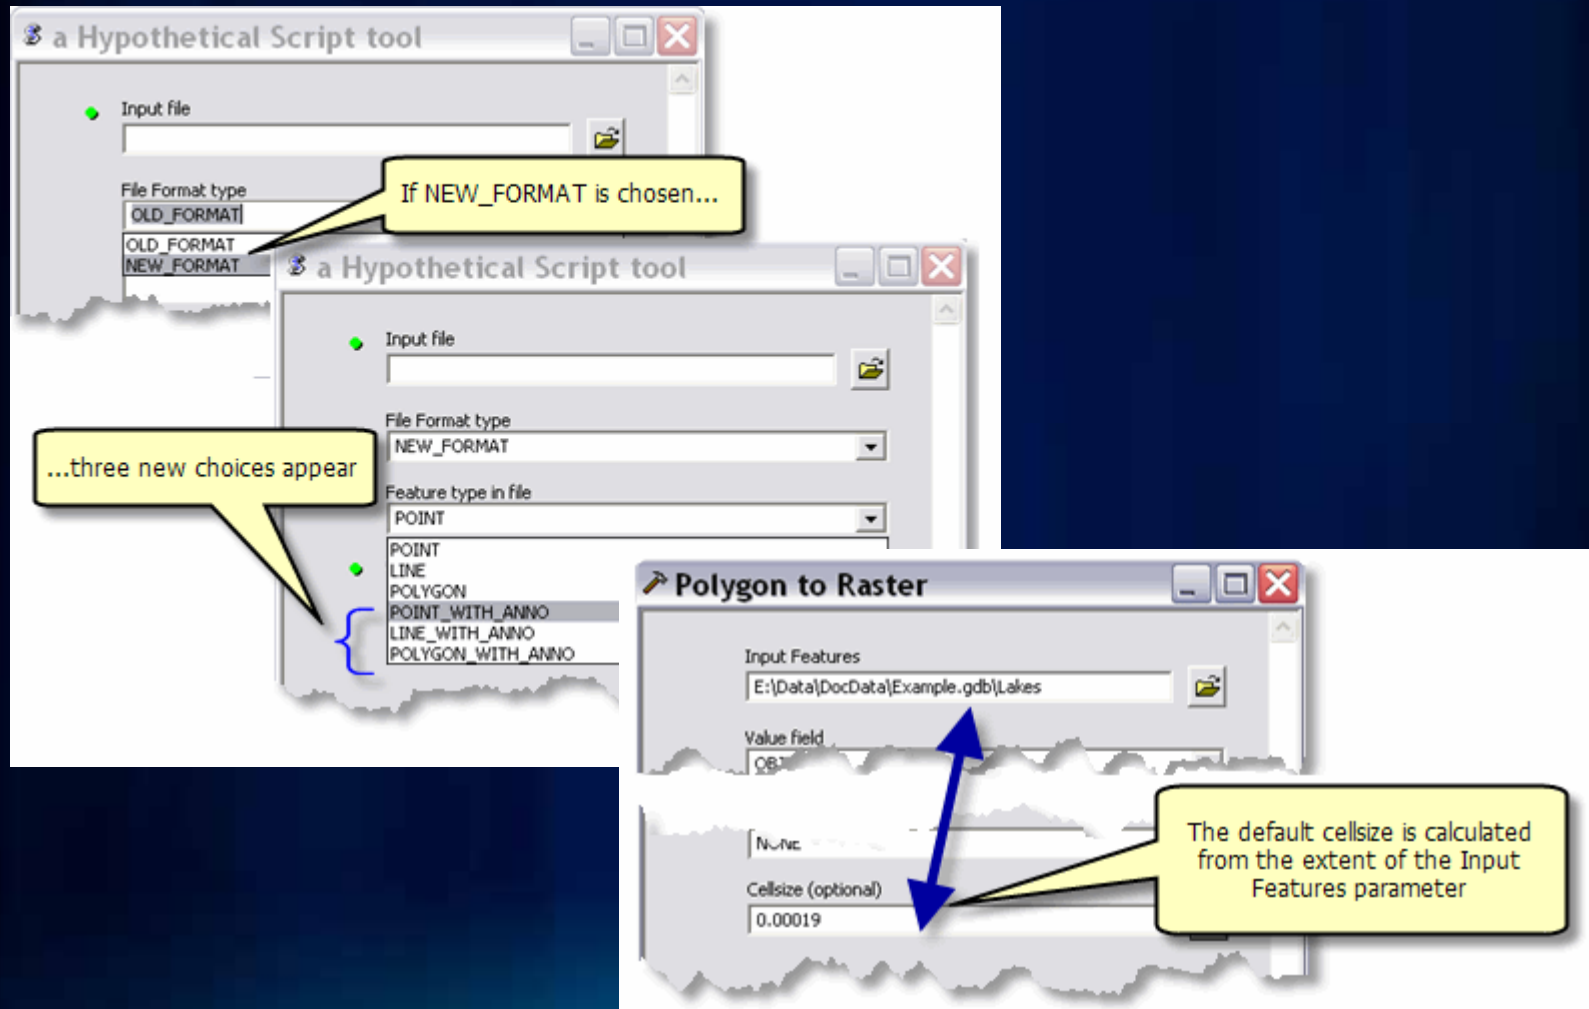 a Hypothetical Script tool
Input file
File Format type
OLD_FORMAT
OLD_FORMAT
NEW_FORMAT
If NEW_FORMAT is chosen...
a Hypothetical Script tool
Input file
File Format type
NEW_FORMAT
...three new choices appear
Feature type in file
POINT
POINT
LINE
POLYGON
POINT_WITH_ANNO
LINE_WITH_ANNO
POLYGON_WITH_ANNO
Polygon to Raster
Input Features
E:\Data\DocData\Example.gdb\Lakes
Value field
NONE
Cellsize (optional)
0.00019
The default cellsize is calculated
from the extent of the Input
Features parameter